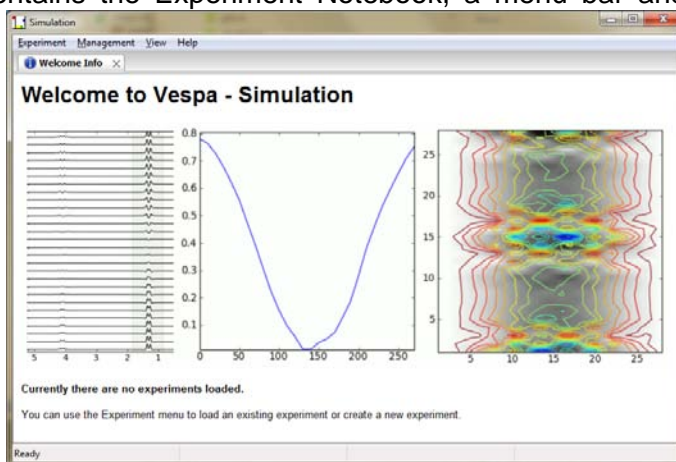 contains the Experiment Notebook, a menu bar and
Simulation
Experiment Management View Help
Welcome Info
Welcome to Vespa - Simulation
0.8
0.7
0.6
0.5
0.4
0.3
0.2
0.1
5 4 3 2 1
0 50 100 150 200 250
25
20
15
10
5
5 10 15 20 25
Currently there are no experiments loaded.
You can use the Experiment menu to load an existing experiment or create a new experiment.
Ready